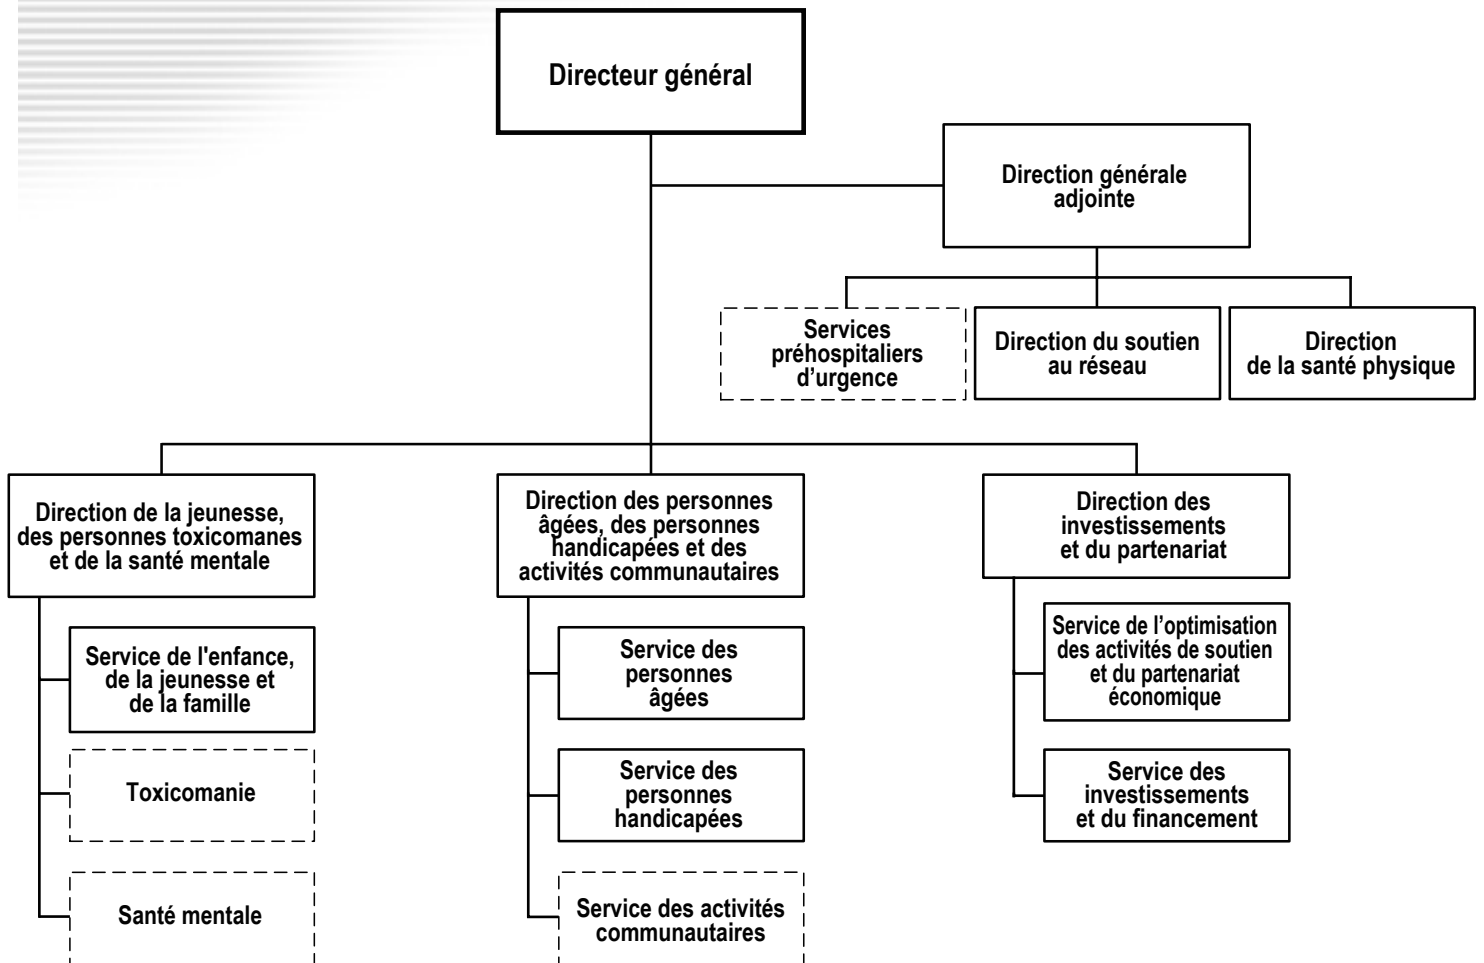 Directeur général
Direction générale
adjointe
Services
préhospitaliers
d’urgence
Direction du soutien
au réseau
Direction
de la santé physique
Direction de la jeunesse,
des personnes toxicomanes
et de la santé mentale
Direction des personnes
âgées, des personnes
handicapées et des
activités communautaires
Direction des
investissements
et du partenariat
Service de l'enfance,
de la jeunesse et
de la famille
Toxicomanie
Santé mentale
Service des
personnes
âgées
Service des
personnes
handicapées
Service des activités
communautaires
Service de l’optimisation
des activités de soutien
et du partenariat
économique
Service des
investissements
et du financement